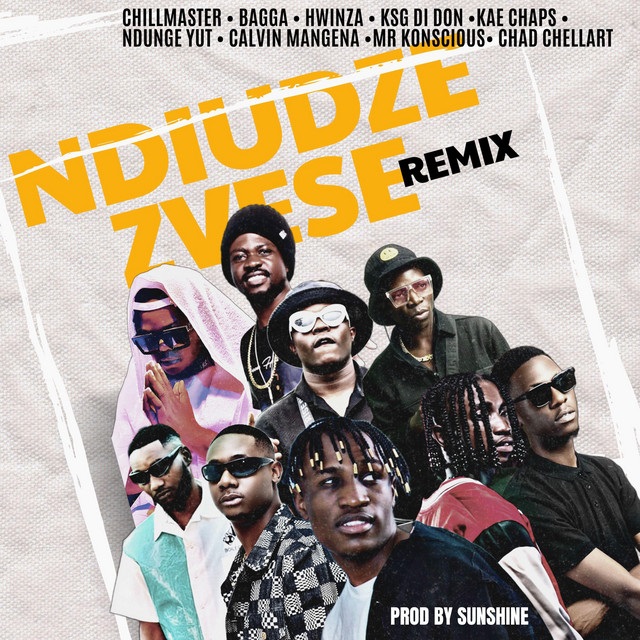 CHILLMASTER • BAGGA • HWINZA • KSG DI DON •KAE CHAPS •
NDUNGE YUT • CALVIN MANGENA •MR KONSCIOUS• CHAD CHELLART
NDIUDZE
ZVESE
REMIX
PROD BY SUNSHINE